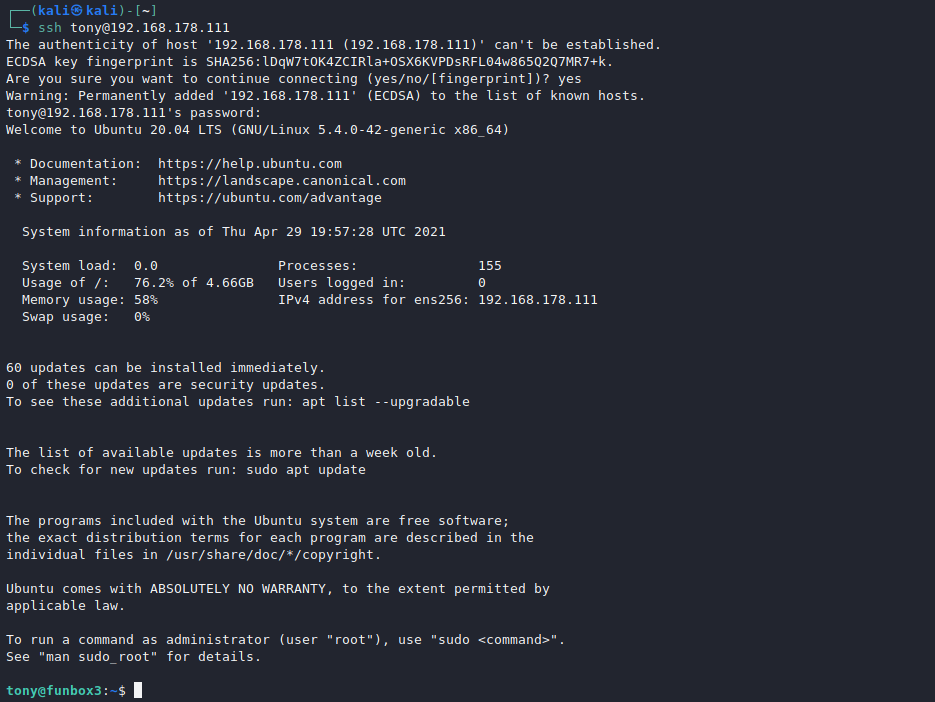 ┌──(kali㉿kali)-[~]
└─$ ssh tony@192.168.178.111
The authenticity of host '192.168.178.111 (192.168.178.111)' can't be established.
ECDSA key fingerprint is SHA256:lDqW7tOK4ZCIRla+OSX6KVPDsRFL04w865Q2Q7MR7+k.
Are you sure you want to continue connecting (yes/no/[fingerprint])? yes
Warning: Permanently added '192.168.178.111' (ECDSA) to the list of known hosts.
tony@192.168.178.111's password:
Welcome to Ubuntu 20.04 LTS (GNU/Linux 5.4.0-42-generic x86_64)
 * Documentation:  https://help.ubuntu.com
 * Management:     https://landscape.canonical.com
 * Support:        https://ubuntu.com/advantage
  System information as of Thu Apr 29 19:57:28 UTC 2021
  System load:  0.0               Processes:               155
  Usage of /:   76.2% of 4.66GB   Users logged in:         0
  Memory usage: 58%               IPv4 address for ens256: 192.168.178.111
  Swap usage:   0%
60 updates can be installed immediately.
0 of these updates are security updates.
To see these additional updates run: apt list --upgradable
The list of available updates is more than a week old.
To check for new updates run: sudo apt update
The programs included with the Ubuntu system are free software;
the exact distribution terms for each program are described in the
individual files in /usr/share/doc/*/copyright.
Ubuntu comes with ABSOLUTELY NO WARRANTY, to the extent permitted by
applicable law.
To run a command as administrator (user "root"), use "sudo <command>".
See "man sudo_root" for details.
tony@funbox3:~$